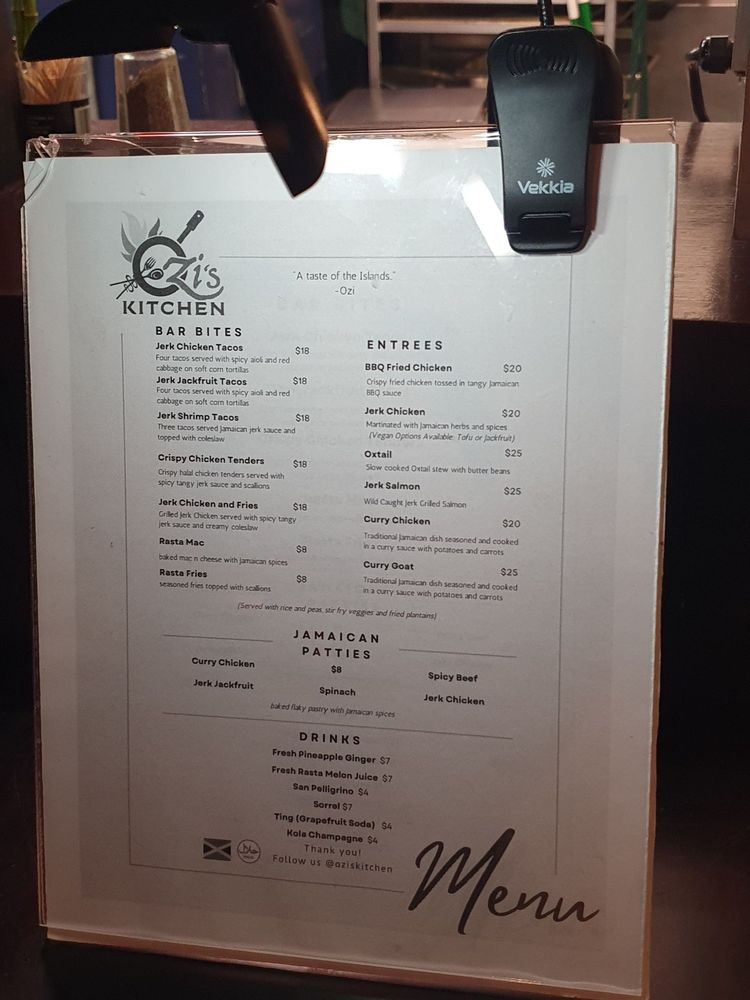 Vekkia
Ozi's
KITCHEN
"A taste of the Islands."
-Ozi
BAR BITES
Jerk Chicken Tacos $18
Four tacos served with spicy aioli and red
cabbage on soft corn tortillas
Jerk Jackfruit Tacos $18
Four tacos served with spicy aioli and red
cabbage on soft corn tortillas
Jerk Shrimp Tacos $18
Three tacos served Jamaican jerk sauce and
topped with coleslaw
Crispy Chicken Tenders $18
Crispy halal chicken tenders served with
spicy tangy jerk sauce and scallions
Jerk Chicken and Fries $18
Grilled Jerk Chicken served with spicy tangy
jerk sauce and creamy coleslaw
Rasta Mac $8
baked mac n cheese with Jamaican spices
Rasta Fries $8
seasoned fries topped with scallions
ENTREES
BBQ Fried Chicken $20
Crispy fried chicken tossed in tangy Jamaican
BBQ sauce
Jerk Chicken $20
Martinated with Jamaican herbs and spices
(Vegan Options Available. Tofu or Jackfruit)
Oxtail $25
Slow cooked Oxtail stew with butter beans
Jerk Salmon $25
Wild Caught Jerk Grilled Salmon
Curry Chicken $20
Traditional Jamaican dish seasoned and cooked
in a curry sauce with potatoes and carrots
Curry Goat $25
Traditional Jamaican dish seasoned and cooked
in a curry sauce with potatoes and carrots
(Served with rice and peas, stir fry veggies and fried plantains)
JAMAICAN
PATTIES
$8
Curry Chicken Spicy Beef
Jerk Jackfruit Spinach Jerk Chicken
baked flaky pastry with Jamaican spices
DRINKS
Fresh Pineapple Ginger $7
Fresh Rasta Melon Juice $7
San Pelligrino $4
Sorrel $7
Ting (Grapefruit Soda) $4
Kola Champagne $4
Thank you!
Follow us @oziskitchen
حلال
Menu